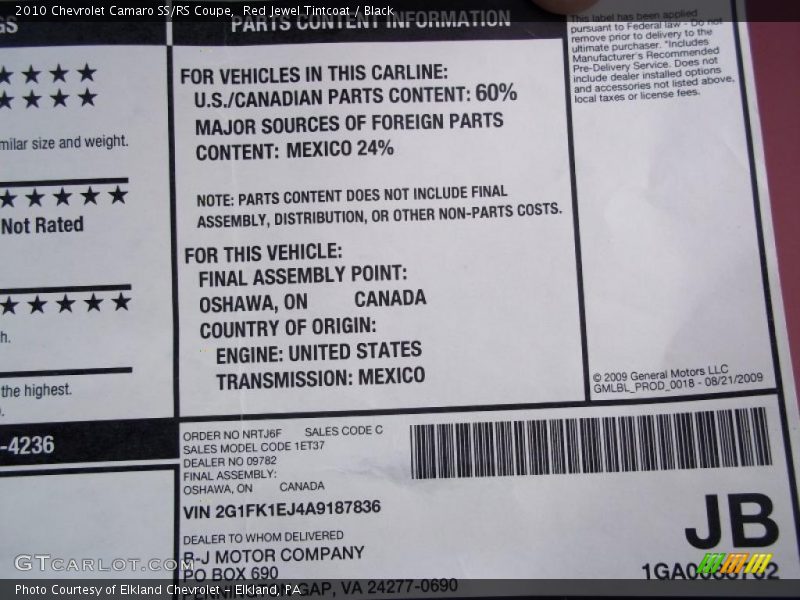 2010 Chevrolet Camaro SS/RS Coupe, Red Jewel Tintcoat / Black
GS
PARTS CONTENT INFORMATION
★★★★
★★★★
milar size and weight.
★★★★★
Not Rated
★★★★★
h.
the highest.
-4236
FOR VEHICLES IN THIS CARLINE:
U.S./CANADIAN PARTS CONTENT: 60%
MAJOR SOURCES OF FOREIGN PARTS
CONTENT: MEXICO 24%
NOTE: PARTS CONTENT DOES NOT INCLUDE FINAL
ASSEMBLY, DISTRIBUTION, OR OTHER NON-PARTS COSTS.
FOR THIS VEHICLE:
FINAL ASSEMBLY POINT:
OSHAWA, ON CANADA
COUNTRY OF ORIGIN:
ENGINE: UNITED STATES
TRANSMISSION: MEXICO
This label has been applied
pursuant to Federal law - Do not
remove prior to delivery to the
ultimate purchaser. *Includes
Manufacturer's Recommended
Pre-Delivery Service. Does not
include dealer installed options
and accessories not listed above,
local taxes or license fees.
© 2009 General Motors LLC
GMLBL_PROD_0018 - 08/21/2009
ORDER NO NRTJ6F SALES CODE C
SALES MODEL CODE 1ET37
DEALER NO 09782
FINAL ASSEMBLY:
OSHAWA, ON CANADA
VIN 2G1FK1EJ4A9187836
DEALER TO WHOM DELIVERED
R-J MOTOR COMPANY
PO BOX 690
GAP, VA 24277-0690
JB
GTCARLOT.COM
Photo Courtesy of Elkland Chevrolet - Elkland, PA